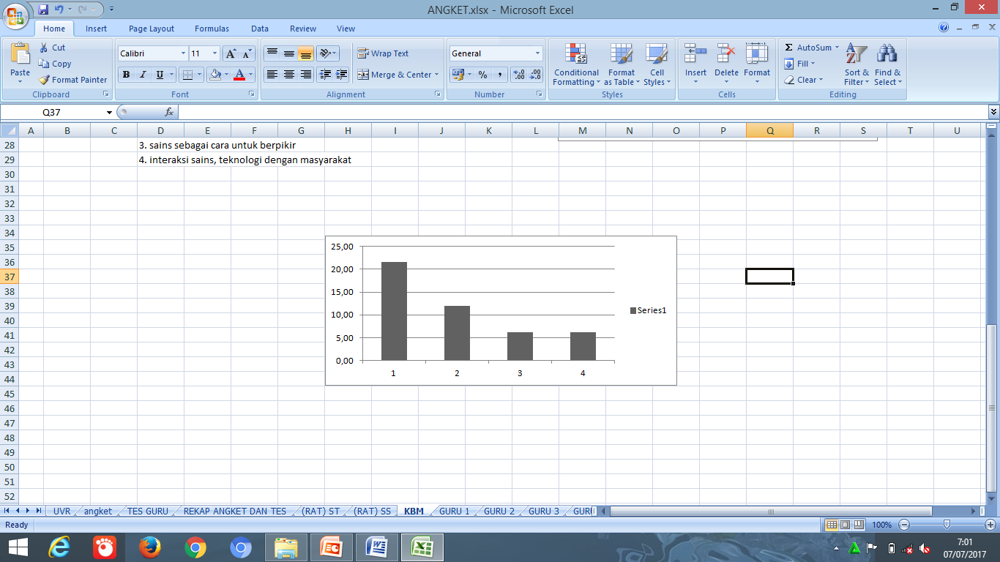 ANGKET.xlsx - Microsoft Excel
Home Insert Page Layout Formulas Data Review View
Paste
Cut
Copy
Format Painter
Clipboard
Calibri 11
B I U
Font
Wrap Text
Merge & Center
Alignment
General
% ,
Number
Conditional Formatting
Format as Table
Cell Styles
Styles
Insert Delete Format
Cells
Σ AutoSum
Fill
Clear
Sort & Filter
Find & Select
Editing
Q37 fx
A B C D E F G H I J K L M N O P Q R S T U
28 3. sains sebagai cara untuk berpikir
29 4. interaksi sains, teknologi dengan masyarakat
30
31
32
33
34
35
36
37
38
39
40
41
42
43
44
45
46
47
48
49
50
51
52
25,00
20,00
15,00
10,00
5,00
0,00
1 2 3 4
Series1
UVR angket TES GURU REKAP ANGKET DAN TES (RAT) ST (RAT) SS KBM GURU 1 GURU 2 GURU 3 GURI
Ready 100%
7:01
07/07/2017